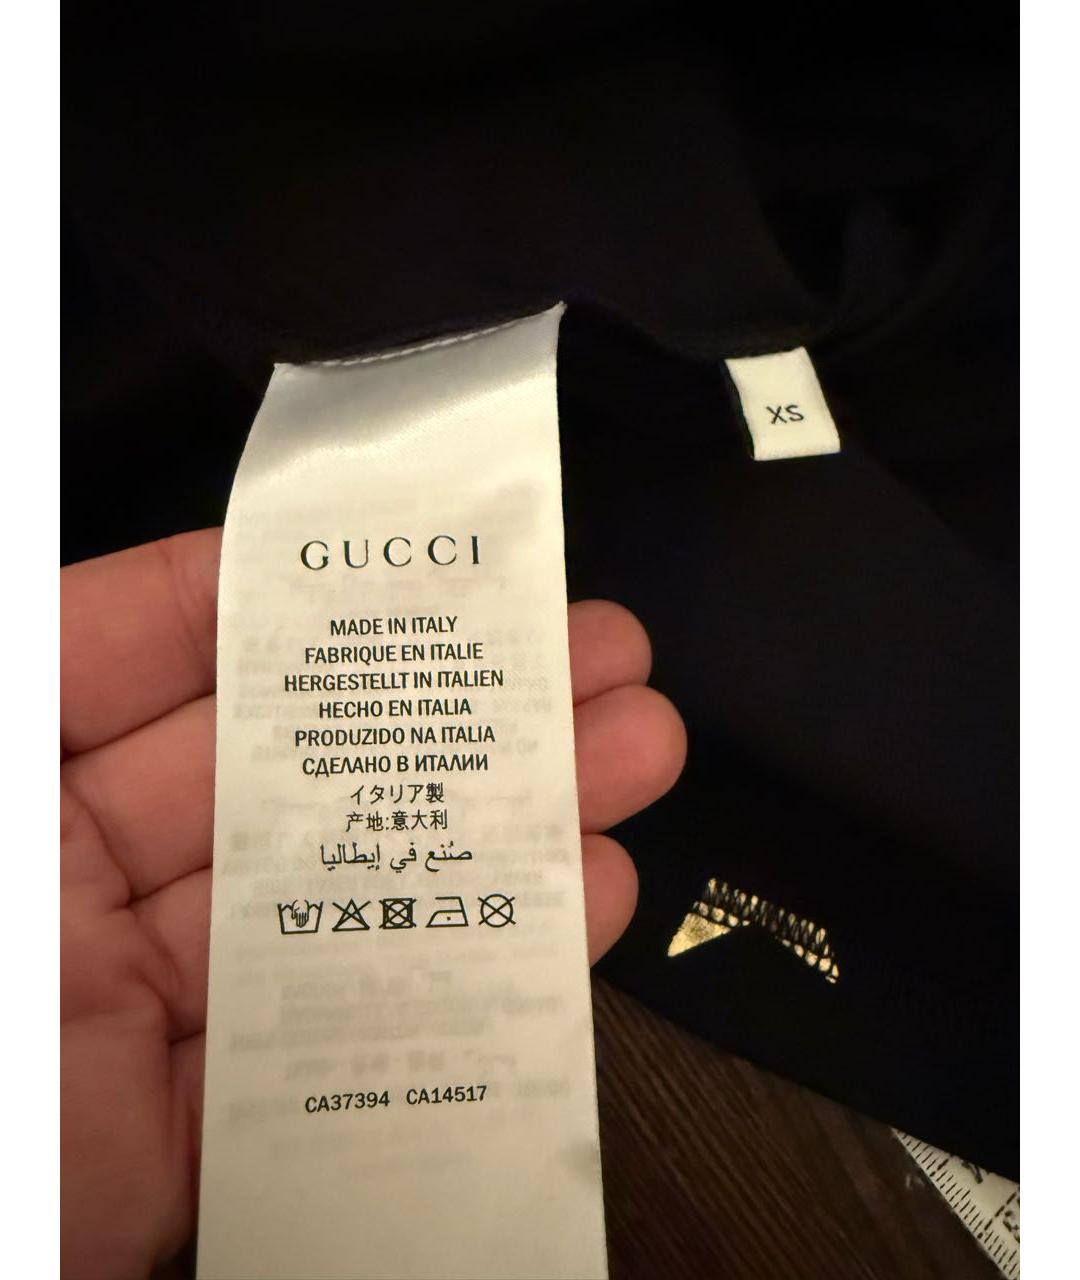 XS
GUCCI
MADE IN ITALY
FABRIQUE EN ITALIE
HERGESTELLT IN ITALIEN
HECHO EN ITALIA
PRODUZIDO NA ITALIA
СДЕЛАНО В ИТАЛИИ
イタリア製
产地:意大利
صُنع في إيطاليا
CA37394 CA14517